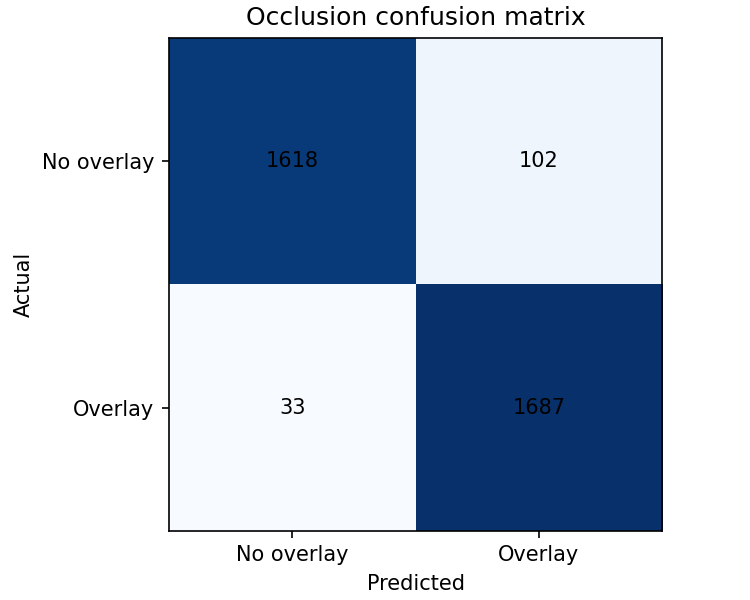 Occlusion confusion matrix
No overlay
1618
102
Actual
Overlay
33
1687
No overlay
Overlay
Predicted